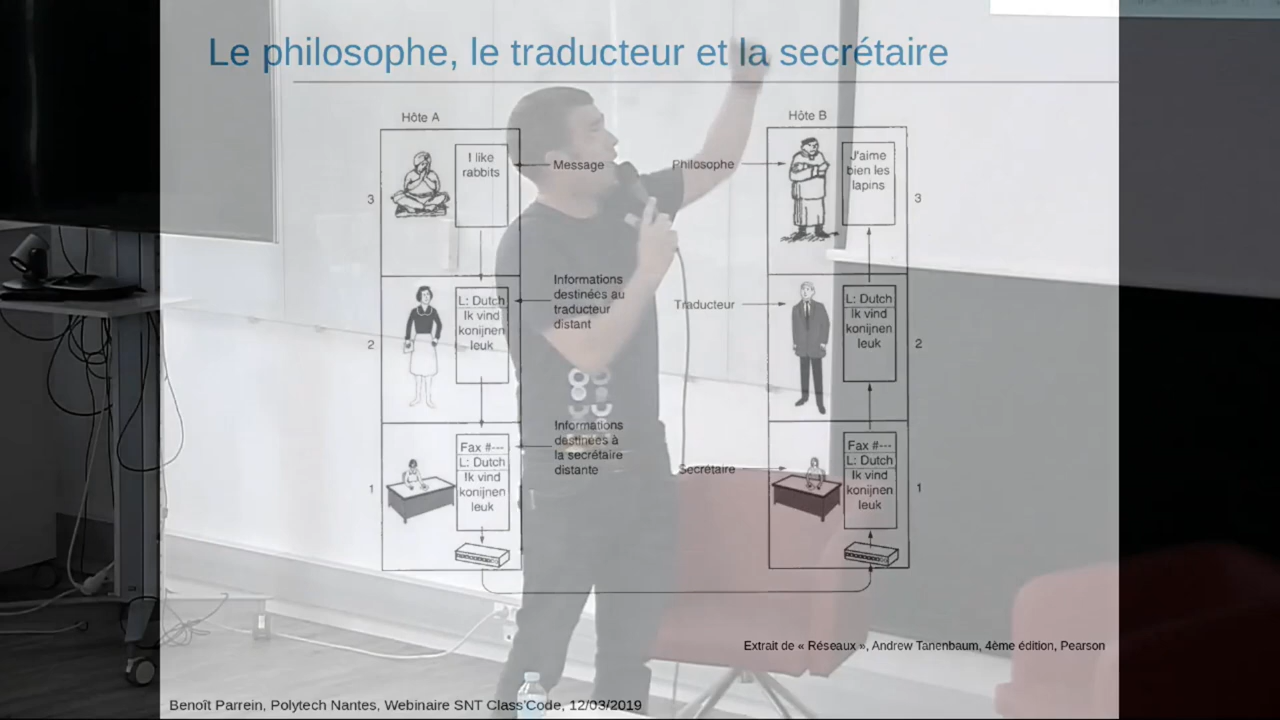 Le philosophe, le traducteur et la secrétaire
Hôte A
Hôte B
I like
rabbits
Message
Philosophe
J'aime
bien les
lapins
3
3
L: Dutch
Ik vind
konijnen
leuk
Informations
destinées au
traducteur
distant
Traducteur
L: Dutch
Ik vind
konijnen
leuk
2
2
Fax #---
L: Dutch
Ik vind
konijnen
leuk
Informations
destinées à
la secrétaire
distante
Secrétaire
Fax #---
L: Dutch
Ik vind
konijnen
leuk
1
1
Extrait de « Réseaux », Andrew Tanenbaum, 4ème édition, Pearson
Benoît Parrein, Polytech Nantes, Webinaire SNT Class'Code, 12/03/2019